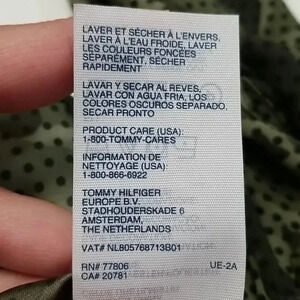 LAVER ET SÉCHER À L'ENVERS,
LAVER À L'EAU FROIDE, LAVER
LES COULEURS FONCÉES
SÉPARÉMENT, SÉCHER
RAPIDEMENT
LAVAR Y SECAR AL REVES,
LAVAR CON AGUA FRIA, LOS
COLORES OSCUROS SEPARADO,
SECAR PRONTO
PRODUCT CARE (USA):
1-800-TOMMY-CARES
INFORMATION DE
NETTOYAGE (USA):
1-800-866-6922
TOMMY HILFIGER
EUROPE B.V.
STADHOUDERSKADE 6
AMSTERDAM,
THE NETHERLANDS
VAT# NL805768713B01
RN# 77806 UE-2A
CA# 20781